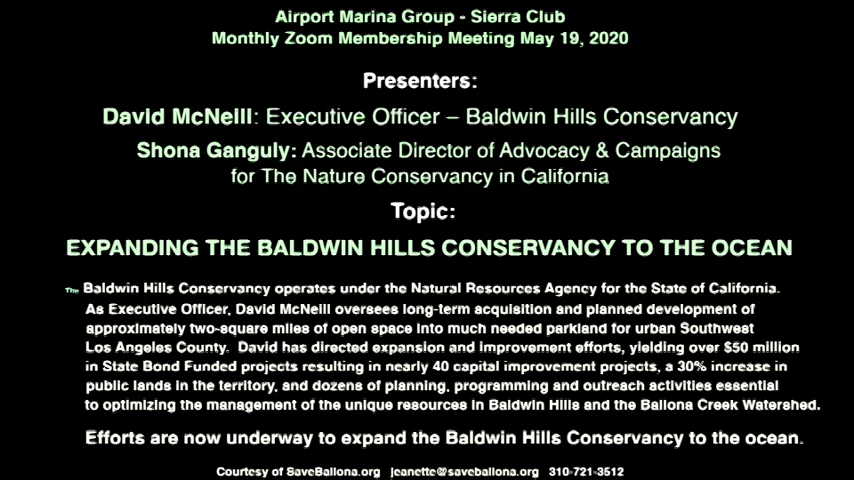 Airport Marina Group - Sierra Club
Monthly Zoom Membership Meeting May 19, 2020
Presenters:
David McNeill: Executive Officer – Baldwin Hills Conservancy
Shona Ganguly: Associate Director of Advocacy & Campaigns
for The Nature Conservancy in California
Topic:
EXPANDING THE BALDWIN HILLS CONSERVANCY TO THE OCEAN
The Baldwin Hills Conservancy operates under the Natural Resources Agency for the State of California.
As Executive Officer, David McNeill oversees long-term acquisition and planned development of
approximately two-square miles of open space into much needed parkland for urban Southwest
Los Angeles County. David has directed expansion and improvement efforts, yielding over $50 million
in State Bond Funded projects resulting in nearly 40 capital improvement projects, a 30% increase in
public lands in the territory, and dozens of planning, programming and outreach activities essential
to optimizing the management of the unique resources in Baldwin Hills and the Ballona Creek Watershed.
Efforts are now underway to expand the Baldwin Hills Conservancy to the ocean.
Courtesy of SaveBallona.org jeanette@saveballona.org 310-721-3512